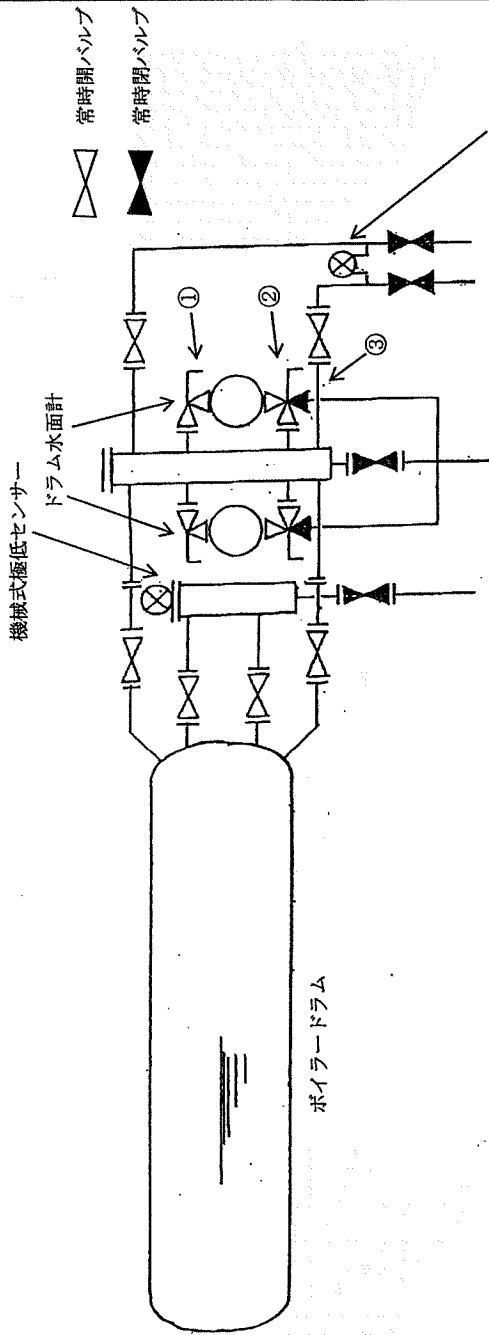 常時開バルブ
常時閉バルブ
機械式極低センサー
ドラム水面計
①
②
③
ボイラードラム